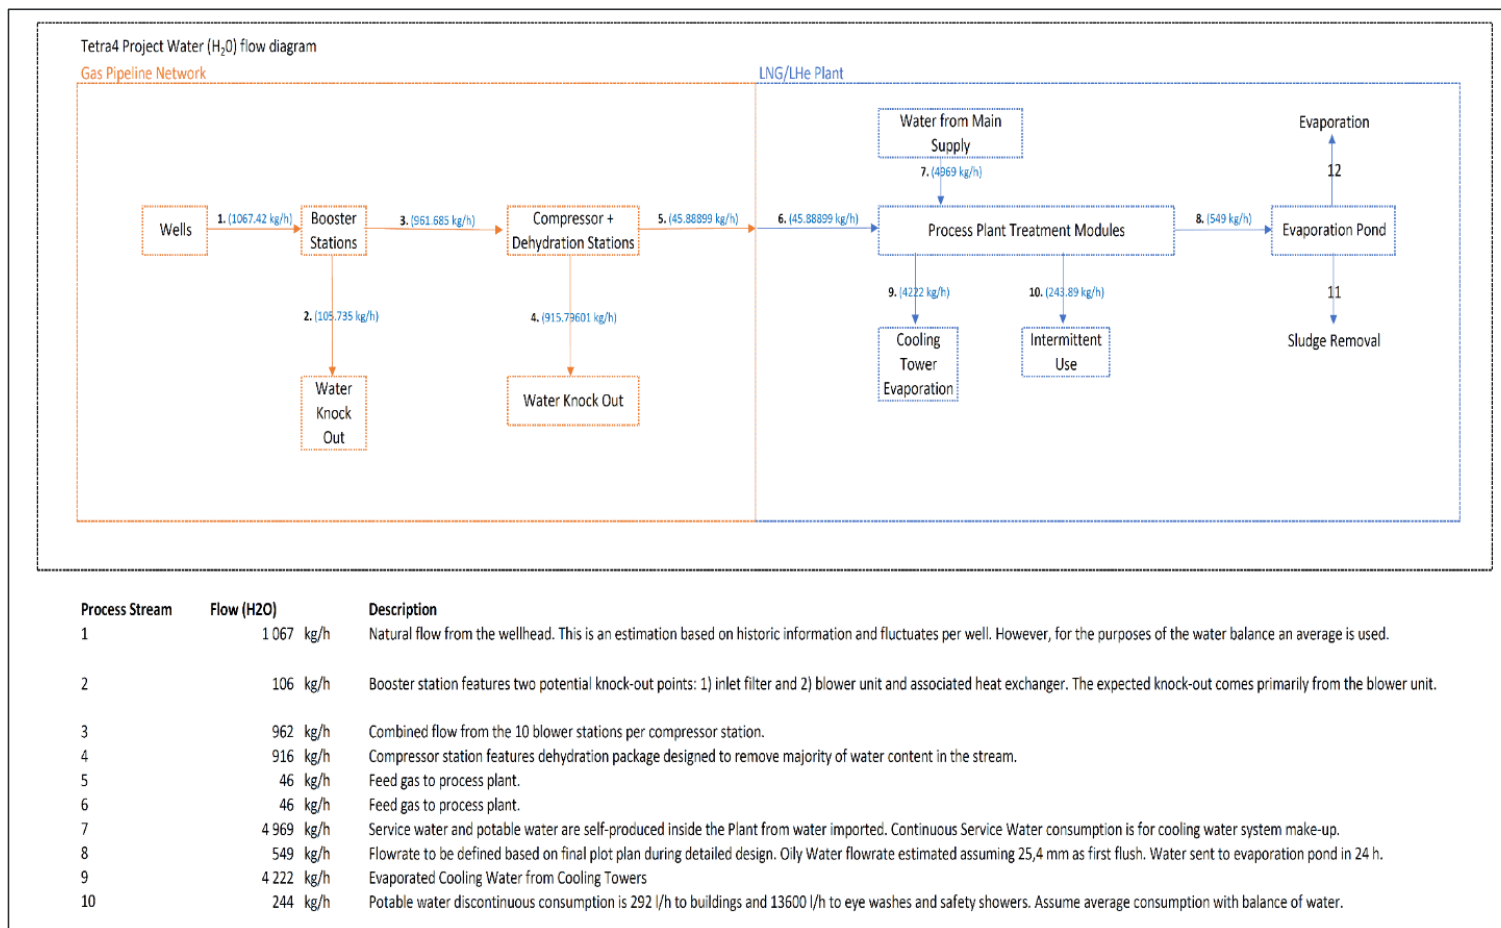 Tetra4 Project Water (H₂0) flow diagram
Gas Pipeline Network
LNG/LHe Plant
Water from Main
Supply
Evaporation
7. (4969 kg/h)
12
Wells
1. (1067.42 kg/h)
Booster
Stations
3. (961.685 kg/h)
Compressor +
Dehydration Stations
5. (45.88899 kg/h)
6. (45.88899 kg/h)
Process Plant Treatment Modules
8. (549 kg/h)
Evaporation Pond
2. (105.735 kg/h)
4. (915.79601 kg/h)
9. (4222 kg/h)
10. (243.89 kg/h)
11
Water
Knock
Out
Water Knock Out
Cooling
Tower
Evaporation
Intermittent
Use
Sludge Removal
Process Stream Flow (H2O) Description
1 1 067 kg/h Natural flow from the wellhead. This is an estimation based on historic information and fluctuates per well. However, for the purposes of the water balance an average is used.
2 106 kg/h Booster station features two potential knock-out points: 1) inlet filter and 2) blower unit and associated heat exchanger. The expected knock-out comes primarily from the blower unit.
3 962 kg/h Combined flow from the 10 blower stations per compressor station.
4 916 kg/h Compressor station features dehydration package designed to remove majority of water content in the stream.
5 46 kg/h Feed gas to process plant.
6 46 kg/h Feed gas to process plant.
7 4 969 kg/h Service water and potable water are self-produced inside the Plant from water imported. Continuous Service Water consumption is for cooling water system make-up.
8 549 kg/h Flowrate to be defined based on final plot plan during detailed design. Oily Water flowrate estimated assuming 25,4 mm as first flush. Water sent to evaporation pond in 24 h.
9 4 222 kg/h Evaporated Cooling Water from Cooling Towers
10 244 kg/h Potable water discontinuous consumption is 292 l/h to buildings and 13600 l/h to eye washes and safety showers. Assume average consumption with balance of water.